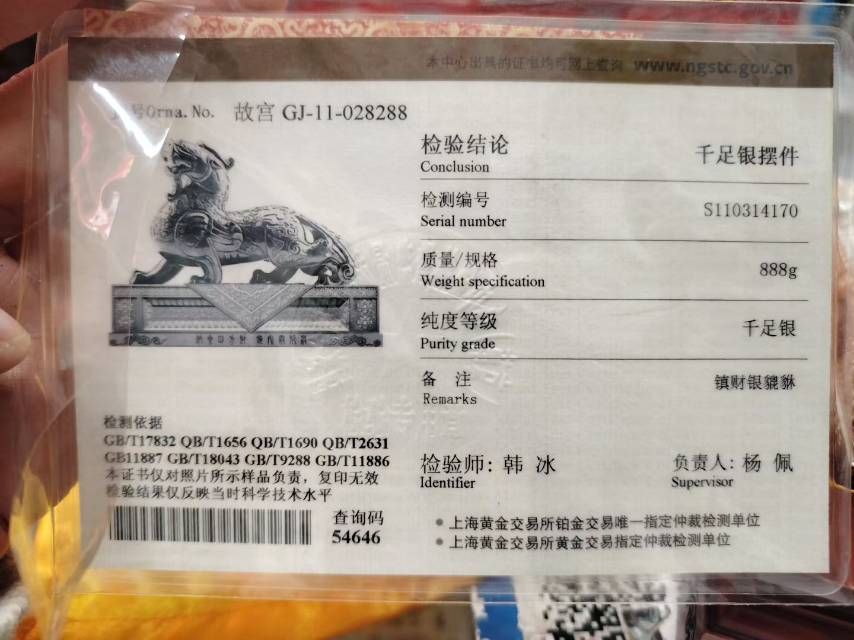 本中心出具的证书均可网上查询 www.ngstc.gov.cn
号Orna. No. 故宫 GJ-11-028288
检验结论 千足银摆件
Conclusion
检测编号 S110314170
Serial number
质量/规格 888g
Weight specification
纯度等级 千足银
Purity grade
备 注 镇财银貔貅
Remarks
检测依据
GB/T17832 QB/T1656 QB/T1690 QB/T2631
GB11887 GB/T18043 GB/T9288 GB/T11886
本证书仅对照片所示样品负责，复印无效
检验结果仅反映当时科学技术水平
查询码
54646
检验师: 韩 冰 负责人: 杨 佩
Identifier Supervisor
● 上海黄金交易所铂金交易唯一指定仲裁检测单位
● 上海黄金交易所黄金交易指定仲裁检测单位